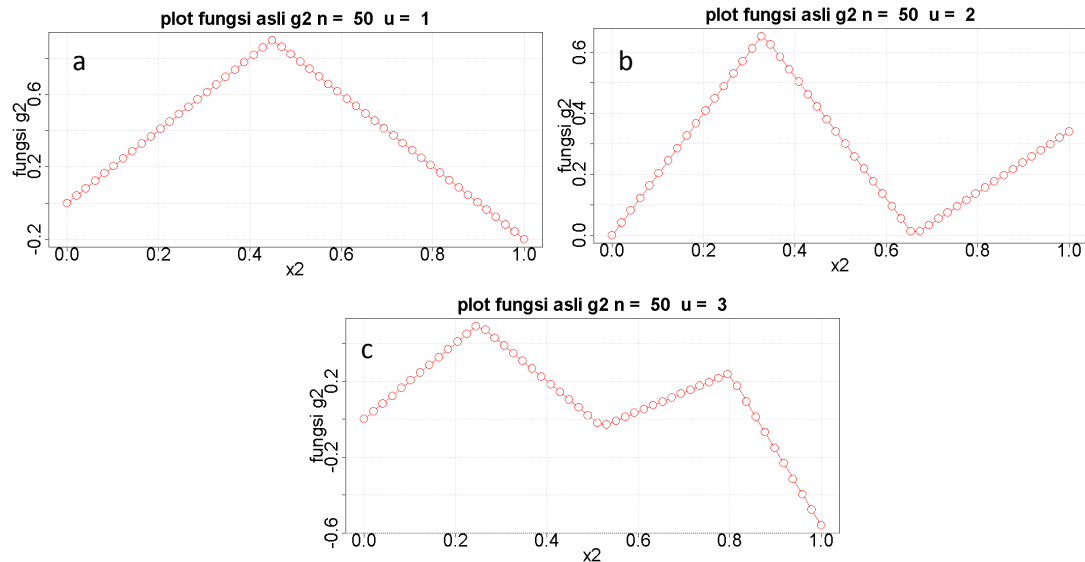 plot fungsi asli g2 n = 50 u = 1
a
fungsi g2
-0.2 0.2 0.6
0.0 0.2 0.4 0.6 0.8 1.0
x2
plot fungsi asli g2 n = 50 u = 2
b
fungsi g2
0.0 0.2 0.4 0.6
0.0 0.2 0.4 0.6 0.8 1.0
x2
plot fungsi asli g2 n = 50 u = 3
c
fungsi g2
-0.6 -0.2 0.2
0.0 0.2 0.4 0.6 0.8 1.0
x2